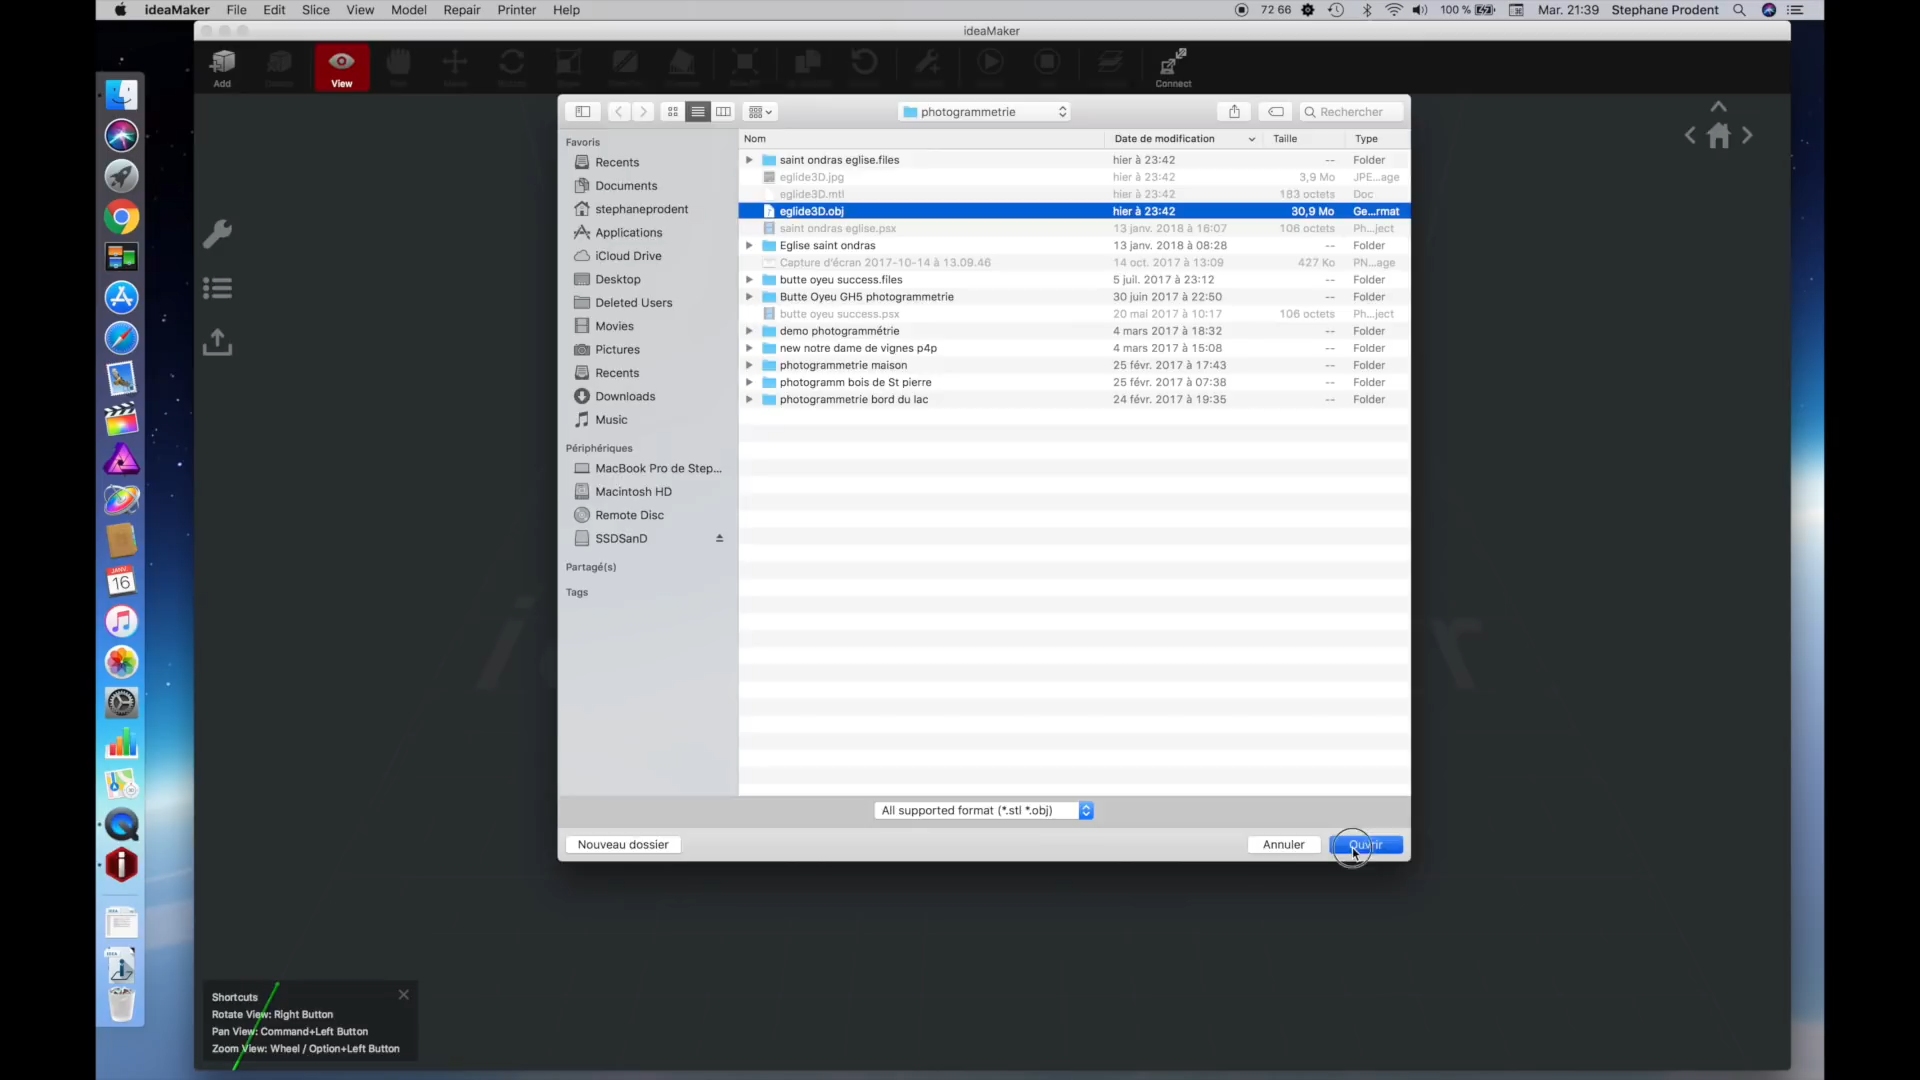 ideaMaker File Edit Slice View Model Repair Printer Help 72 66 100 % Mar. 21:39 Stephane Prodent
ideaMaker
Add View Connect
photogrammetrie Rechercher
Favoris
Recents
Documents
stephaneprodent
Applications
iCloud Drive
Desktop
Deleted Users
Movies
Pictures
Recents
Downloads
Music
Périphériques
MacBook Pro de Step...
Macintosh HD
Remote Disc
SSDSanD
Partagé(s)
Tags
Nom Date de modification Taille Type
saint ondras eglise.files hier à 23:42 -- Folder
eglide3D.jpg hier à 23:42 3,9 Mo JPE...age
eglide3D.mtl hier à 23:42 183 octets Doc
eglide3D.obj hier à 23:42 30,9 Mo Ge...rmat
saint ondras eglise.psx 13 janv. 2018 à 16:07 106 octets Ph...ject
Eglise saint ondras 13 janv. 2018 à 08:28 -- Folder
Capture d'écran 2017-10-14 à 13.09.46 14 oct. 2017 à 13:09 427 Ko PN...age
butte oyeu success.files 5 juil. 2017 à 23:12 -- Folder
Butte Oyeu GH5 photogrammetrie 30 juin 2017 à 22:50 -- Folder
butte oyeu success.psx 20 mai 2017 à 10:17 106 octets Ph...ject
demo photogrammétrie 4 mars 2017 à 18:32 -- Folder
new notre dame de vignes p4p 4 mars 2017 à 15:08 -- Folder
photogrammetrie maison 25 févr. 2017 à 17:43 -- Folder
photogramm bois de St pierre 25 févr. 2017 à 07:38 -- Folder
photogrammetrie bord du lac 24 févr. 2017 à 19:35 -- Folder
All supported format (*.stl *.obj)
Nouveau dossier Annuler Ouvrir
JANV
16
Shortcuts
Rotate View: Right Button
Pan View: Command+Left Button
Zoom View: Wheel / Option+Left Button